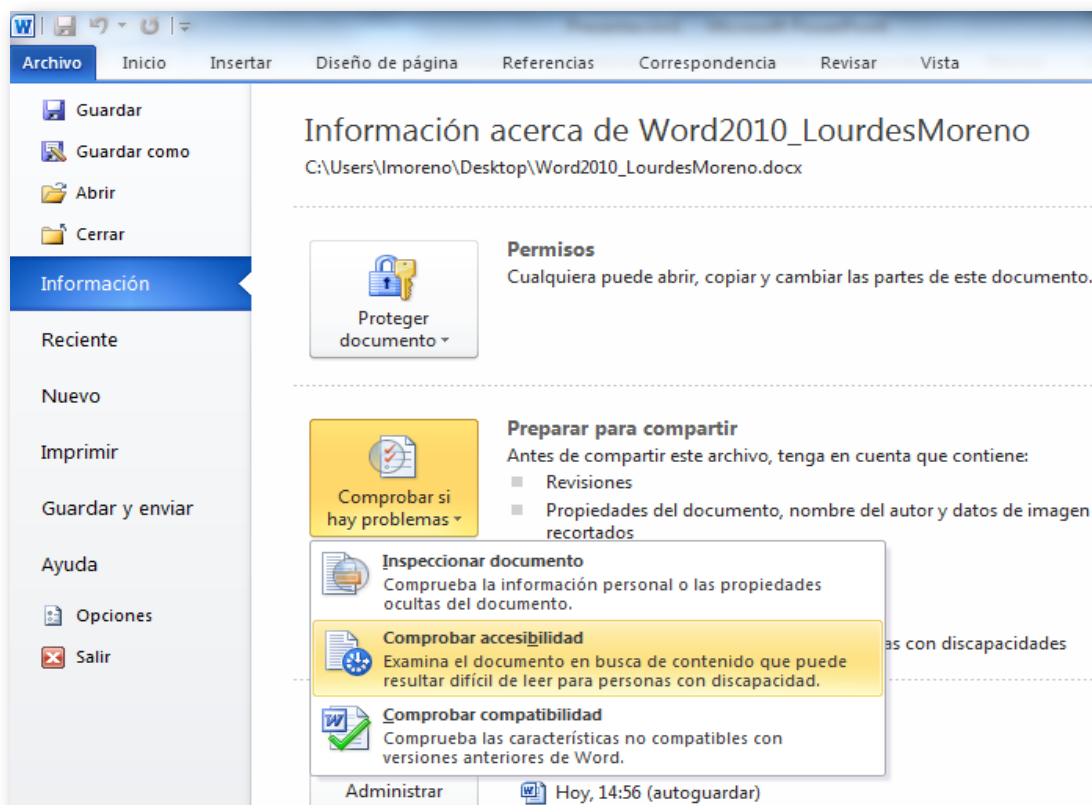 Archivo Inicio Insertar Diseño de página Referencias Correspondencia Revisar Vista
Guardar
Guardar como
Abrir
Cerrar
Información
Reciente
Nuevo
Imprimir
Guardar y enviar
Ayuda
Opciones
Salir
Información acerca de Word2010_LourdesMoreno
C:\Users\lmoreno\Desktop\Word2010_LourdesMoreno.docx
Proteger
documento
Permisos
Cualquiera puede abrir, copiar y cambiar las partes de este documento.
Comprobar si
hay problemas
Preparar para compartir
Antes de compartir este archivo, tenga en cuenta que contiene:
Revisiones
Propiedades del documento, nombre del autor y datos de imagen
recortados
Inspeccionar documento
Comprueba la información personal o las propiedades
ocultas del documento.
Comprobar accesibilidad
Examina el documento en busca de contenido que puede
resultar difícil de leer para personas con discapacidad.
as con discapacidades
Comprobar compatibilidad
Comprueba las características no compatibles con
versiones anteriores de Word.
Administrar
Hoy, 14:56 (autoguardar)